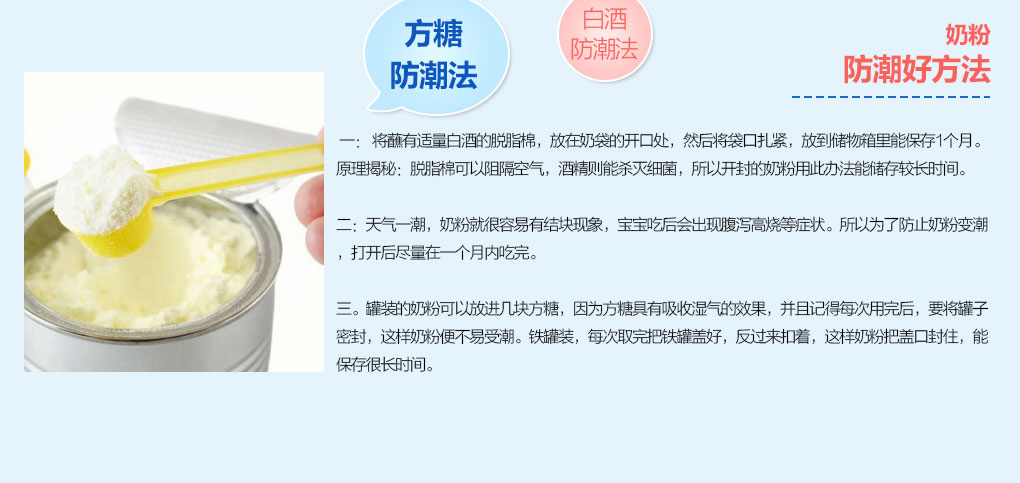 方糖
防潮法
白酒
防潮法
奶粉
防潮好方法
一： 将蘸有适量白酒的脱脂棉，放在奶袋的开口处，然后将袋口扎紧，放到储物箱里能保存1个月。
原理揭秘：脱脂棉可以阻隔空气，酒精则能杀灭细菌，所以开封的奶粉用此办法能储存较长时间。
二：天气一潮，奶粉就很容易有结块现象，宝宝吃后会出现腹泻高烧等症状。所以为了防止奶粉变潮
，打开后尽量在一个月内吃完。
三。罐装的奶粉可以放进几块方糖，因为方糖具有吸收湿气的效果，并且记得每次用完后，要将罐子
密封，这样奶粉便不易受潮。铁罐装，每次取完把铁罐盖好，反过来扣着，这样奶粉把盖口封住，能
保存很长时间。